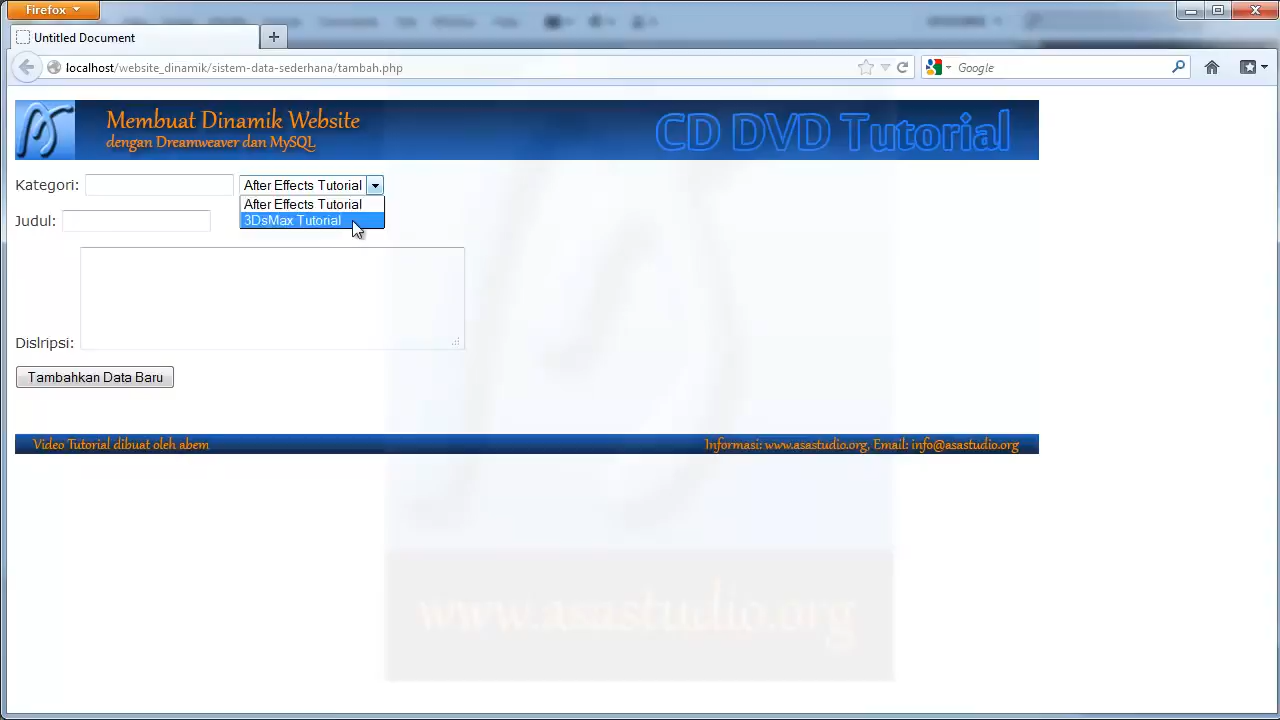 Firefox
Untitled Document
localhost/website_dinamik/sistem-data-sederhana/tambah.php
Google
Membuat Dinamik Website
dengan Dreamweaver dan MySQL
CD DVD Tutorial
Kategori:
After Effects Tutorial
After Effects Tutorial
3DsMax Tutorial
Judul:
Dislripsi:
Tambahkan Data Baru
Video Tutorial dibuat oleh abem
Informasi: www.asastudio.org, Email: info@asastudio.org
www.asastudio.org